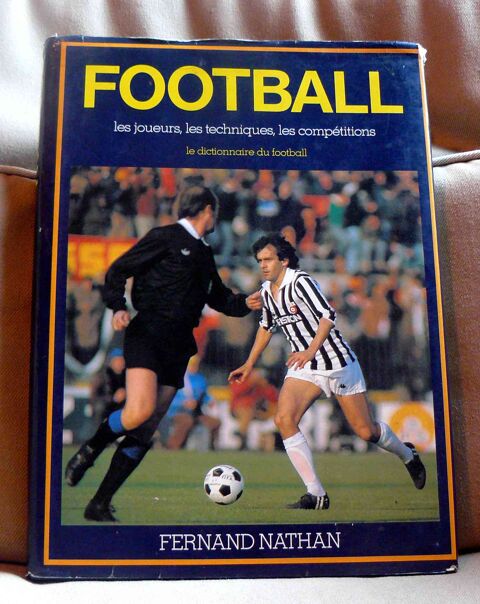 FOOTBALL
les joueurs, les techniques, les compétitions
le dictionnaire du football
FERNAND NATHAN